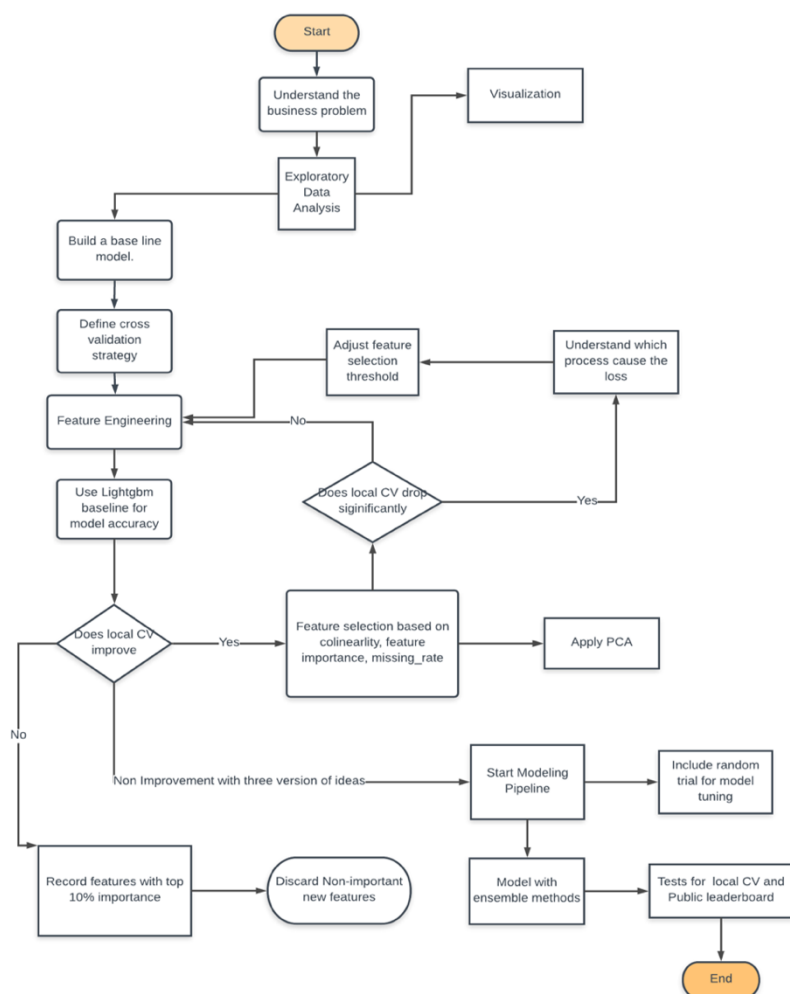 Start
Understand the
business problem
Visualization
Exploratory
Data
Analysis
Build a base line
model.
Define cross
validation
strategy
Adjust feature
selection
threshold
Understand which
process cause the
loss
Feature Engineering
No
Use Lightgbm
baseline for
model accuracy
Does local CV drop
siginificantly
Yes
Does local CV
improve
Yes
Feature selection based on
colinearlity, feature
importance, missing_rate
Apply PCA
No
Non Improvement with three version of ideas
Start Modeling
Pipeline
Include random
trial for model
tuning
Record features with top
10% importance
Discard Non-important
new features
Model with
ensemble methods
Tests for local CV and
Public leaderboard
End